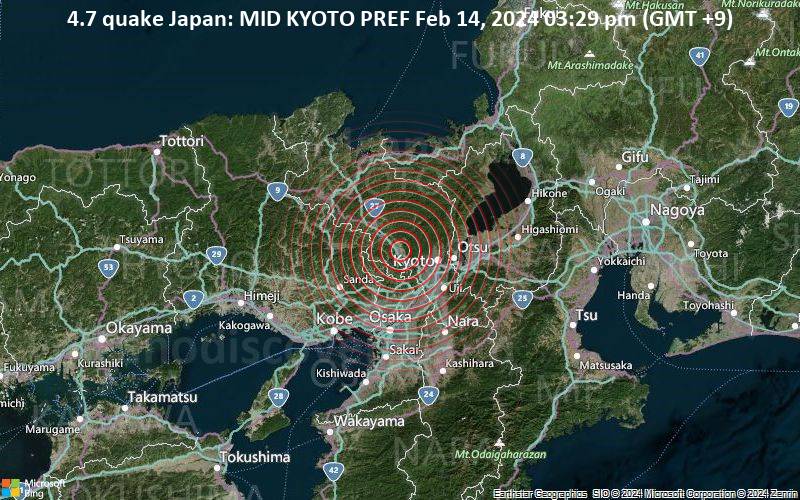 4.7 quake Japan: MID KYOTO PREF Feb 14, 2024 03:29 pm (GMT +9)
Mt.Hakusan
Mt.Norikuradake
Mt.Ontake
Mt.Arashimadake
FUKUI
GIFU
41
19
Tottori
TOTTORI
Yonago
8
Gifu
Ogaki
Tajimi
9
27
Hikone
Nagoya
Tsuyama
29
53
Higashiomi
Toyota
Kyoto
Otsu
Yokkaichi
Sanda
Uji
Handa
2
Himeji
25
Toyohashi
Okayama
Kakogawa
Kobe
Osaka
Nara
Tsu
Kurashiki
Sakai
Matsusaka
Fukuyama
Kishiwada
Kashihara
28
24
Takamatsu
Marugame
Wakayama
NARA
Mt.Odaigaharazan
Tokushima
42
Microsoft
Bing
Earthstar Geographics SIO © 2024 Microsoft Corporation © 2024 Zenrin